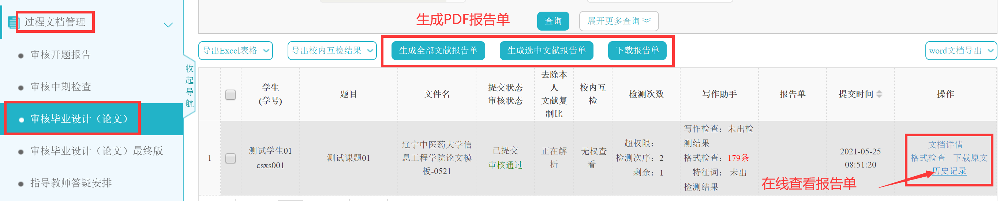 过程文档管理
审核开题报告
审核中期检查
审核毕业设计（论文）
审核毕业设计（论文）最终版
指导教师答疑安排
收
起
导
航
生成PDF报告单
查询
展开更多查询
导出Excel表格
导出校内互检结果
生成全部文献报告单
生成选中文献报告单
下载报告单
word文档导出
学生
(学号)
题目
文件名
提交状态
审核状态
去除本
人
文献复
制比
校内互
检
检测次数
写作助手
报告单
提交时间
操作
1
测试学生01
csxs001
测试课题01
辽宁中医药大学信
息工程学院论文模
板-0521
已提交
审核通过
正在解
析
无权查
看
超权限：
检测次序：2
剩余：1
写作检查：未出检
测结果
格式检查：179条
特征词： 未出
检测结果
2021-05-25
08:51:20
文档详情
格式检查 下载原文
历史记录
在线查看报告单